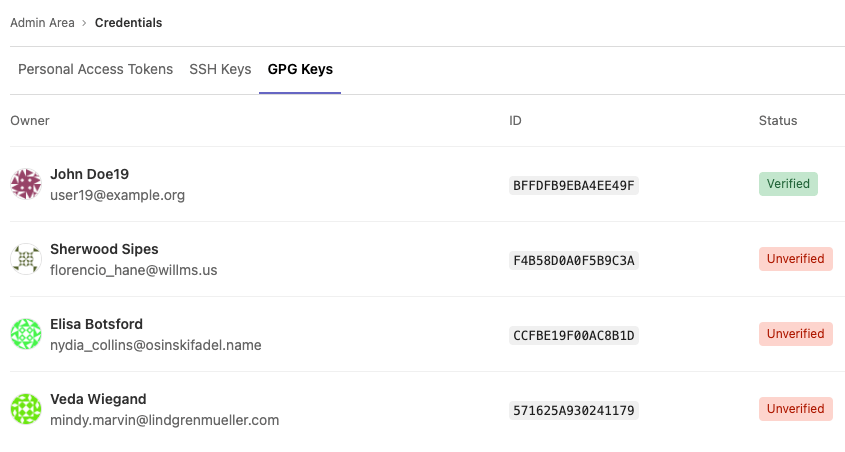 Admin Area > Credentials
Personal Access Tokens SSH Keys GPG Keys
Owner ID Status
John Doe19
user19@example.org
BFFDFB9EBA4EE49F
Verified
Sherwood Sipes
florencio_hane@willms.us
F4B58D0A0F5B9C3A
Unverified
Elisa Botsford
nydia_collins@osinskifadel.name
CCFBE19F00AC8B1D
Unverified
Veda Wiegand
mindy.marvin@lindgrenmueller.com
571625A930241179
Unverified